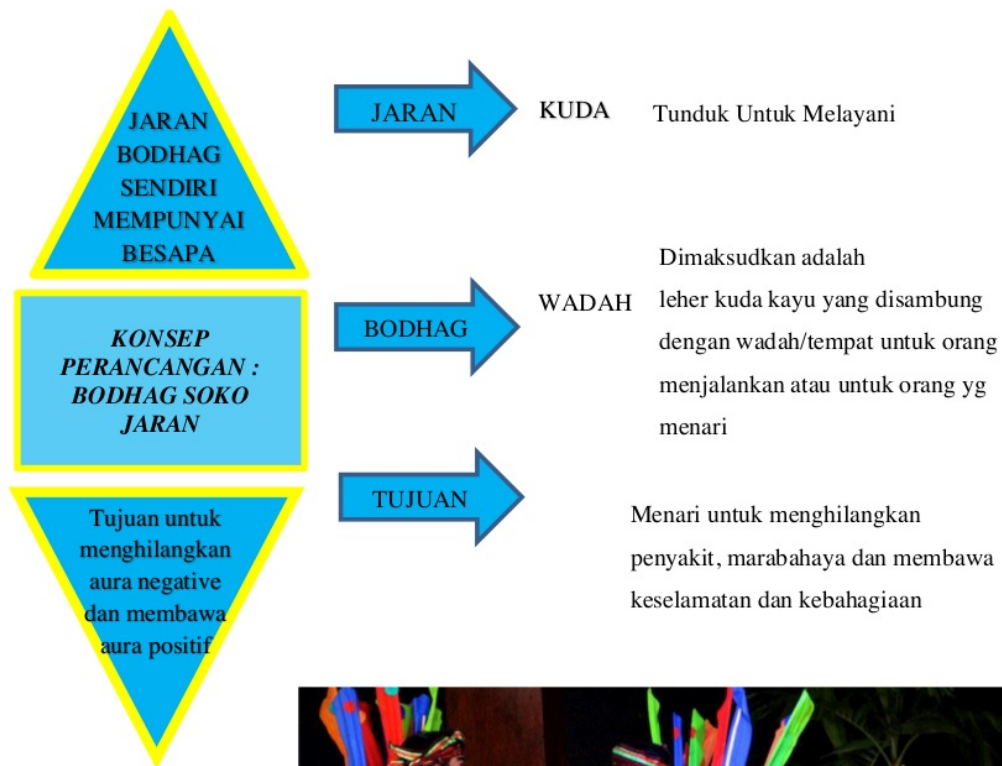 JARAN
BODHAG
SENDIRI
MEMPUNYAI
BESAPA
KONSEP
PERANCANGAN :
BODHAG SOKO
JARAN
Tujuan untuk
menghilangkan
aura negative
dan membawa
aura positif
JARAN
KUDA
Tunduk Untuk Melayani
BODHAG
WADAH
Dimaksudkan adalah
leher kuda kayu yang disambung
dengan wadah/tempat untuk orang
menjalankan atau untuk orang yg
menari
TUJUAN
Menari untuk menghilangkan
penyakit, marabahaya dan membawa
keselamatan dan kebahagiaan